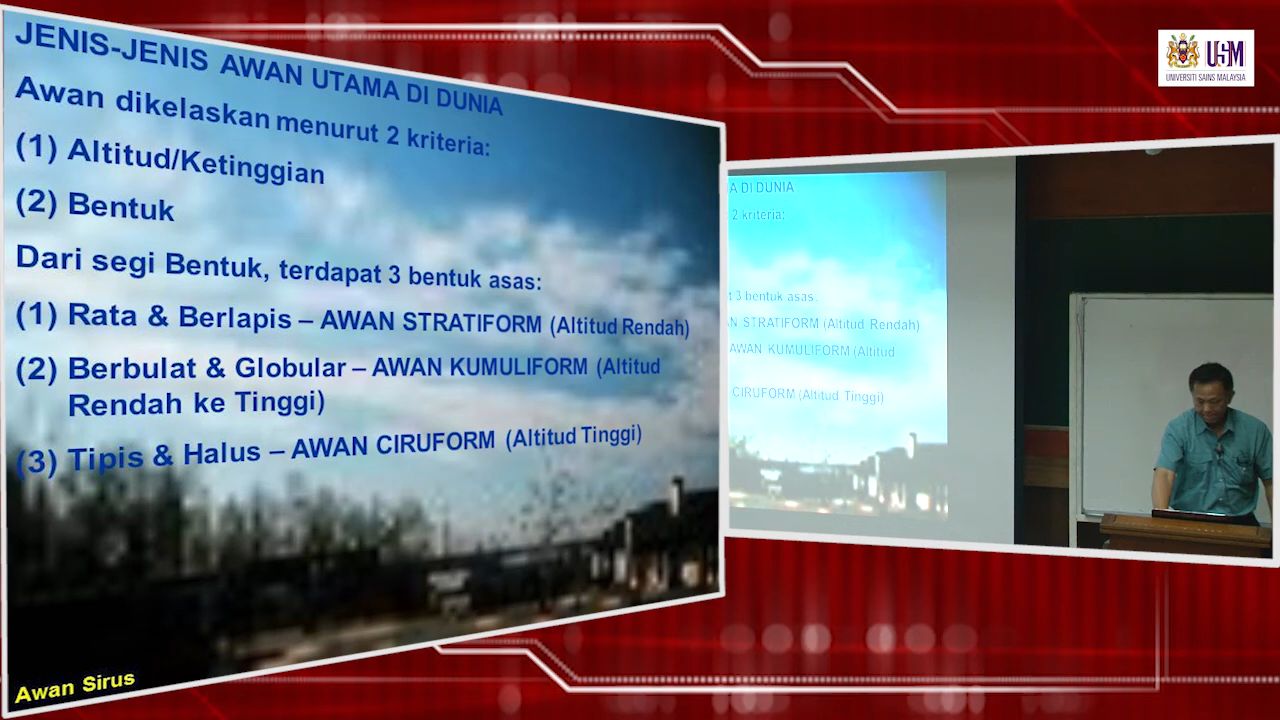 JENIS-JENIS AWAN UTAMA DI DUNIA
Awan dikelaskan menurut 2 kriteria:
(1) Altitud/Ketinggian
(2) Bentuk
Dari segi Bentuk, terdapat 3 bentuk asas:
(1) Rata & Berlapis – AWAN STRATIFORM (Altitud Rendah)
(2) Berbulat & Globular – AWAN KUMULIFORM (Altitud
Rendah ke Tinggi)
(3) Tipis & Halus – AWAN CIRUFORM (Altitud Tinggi)
Awan Sirus
USM
UNIVERSITI SAINS MALAYSIA
A DI DUNIA
2 kriteria:
t 3 bentuk asas:
N STRATIFORM (Altitud Rendah)
AWAN KUMULIFORM (Altitud
CIRUFORM (Altitud Tinggi)